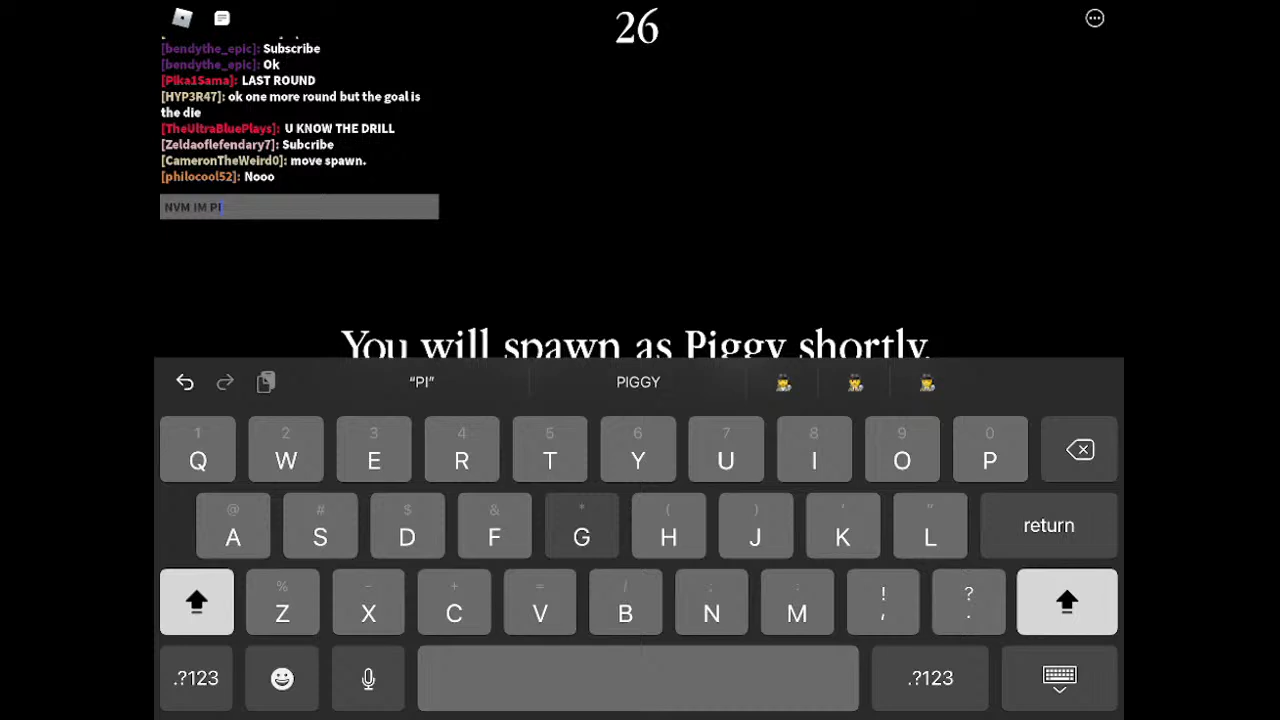 26
[bendythe_epic]: Subscribe
[bendythe_epic]: Ok
[Pika1Sama]: LAST ROUND
[HYP3R47]: ok one more round but the goal is
the die
[TheUltraBluePlays]: U KNOW THE DRILL
[Zeldaoflefendary7]: Subcribe
[CameronTheWeird0]: move spawn.
[philocool52]: Nooo
NVM IM PI
You will spawn as Piggy shortly.
“PI” PIGGY
1 2 3 4 5 6 7 8 9 0
Q W E R T Y U I O P
@ # $ & * ( ) ' "
A S D F G H J K L return
% - + = / ; : ! ?
Z X C V B N M , .
.?123 .?123